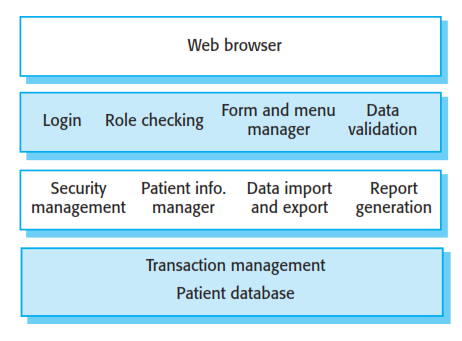 Web browser
Login Role checking Form and menu manager Data validation
Security management Patient info. manager Data import and export Report generation
Transaction management
Patient database